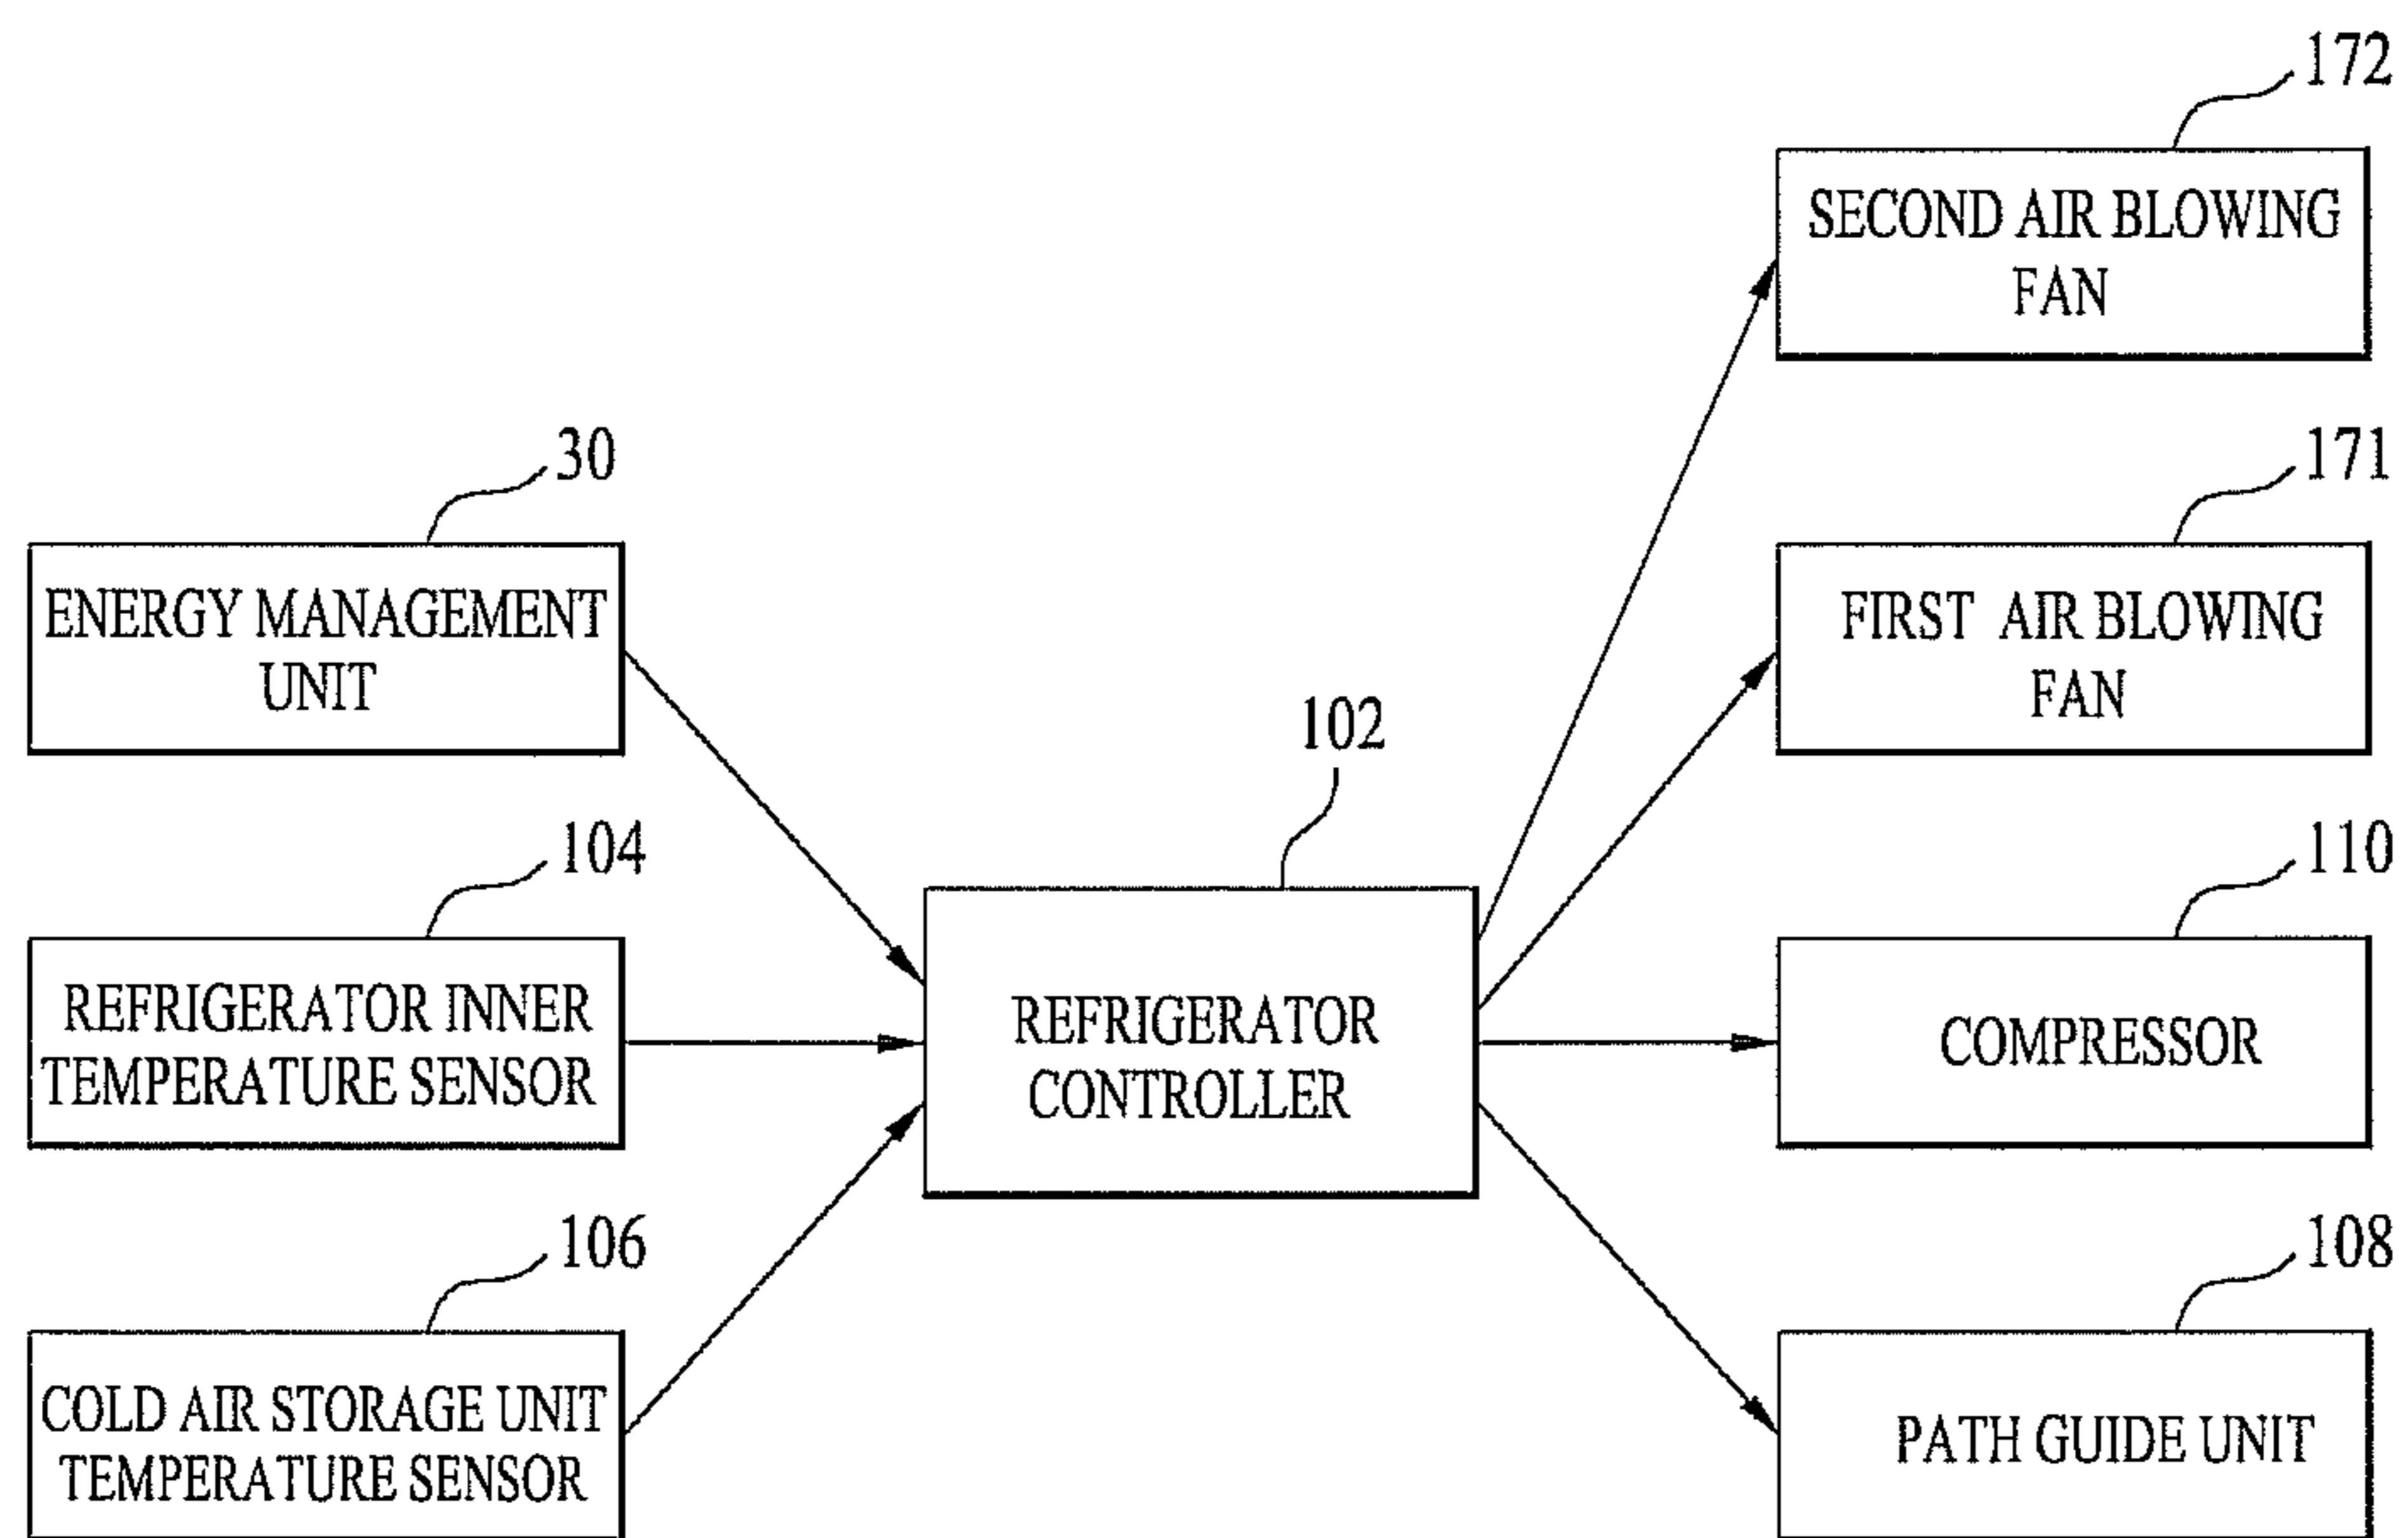 172
SECOND AIR BLOWING
FAN
30
171
ENERGY MANAGEMENT
UNIT
FIRST AIR BLOWING
FAN
102
104
110
REFRIGERATOR INNER
TEMPERATURE SENSOR
REFRIGERATOR
CONTROLLER
COMPRESSOR
106
108
COLD AIR STORAGE UNIT
TEMPERATURE SENSOR
PATH GUIDE UNIT